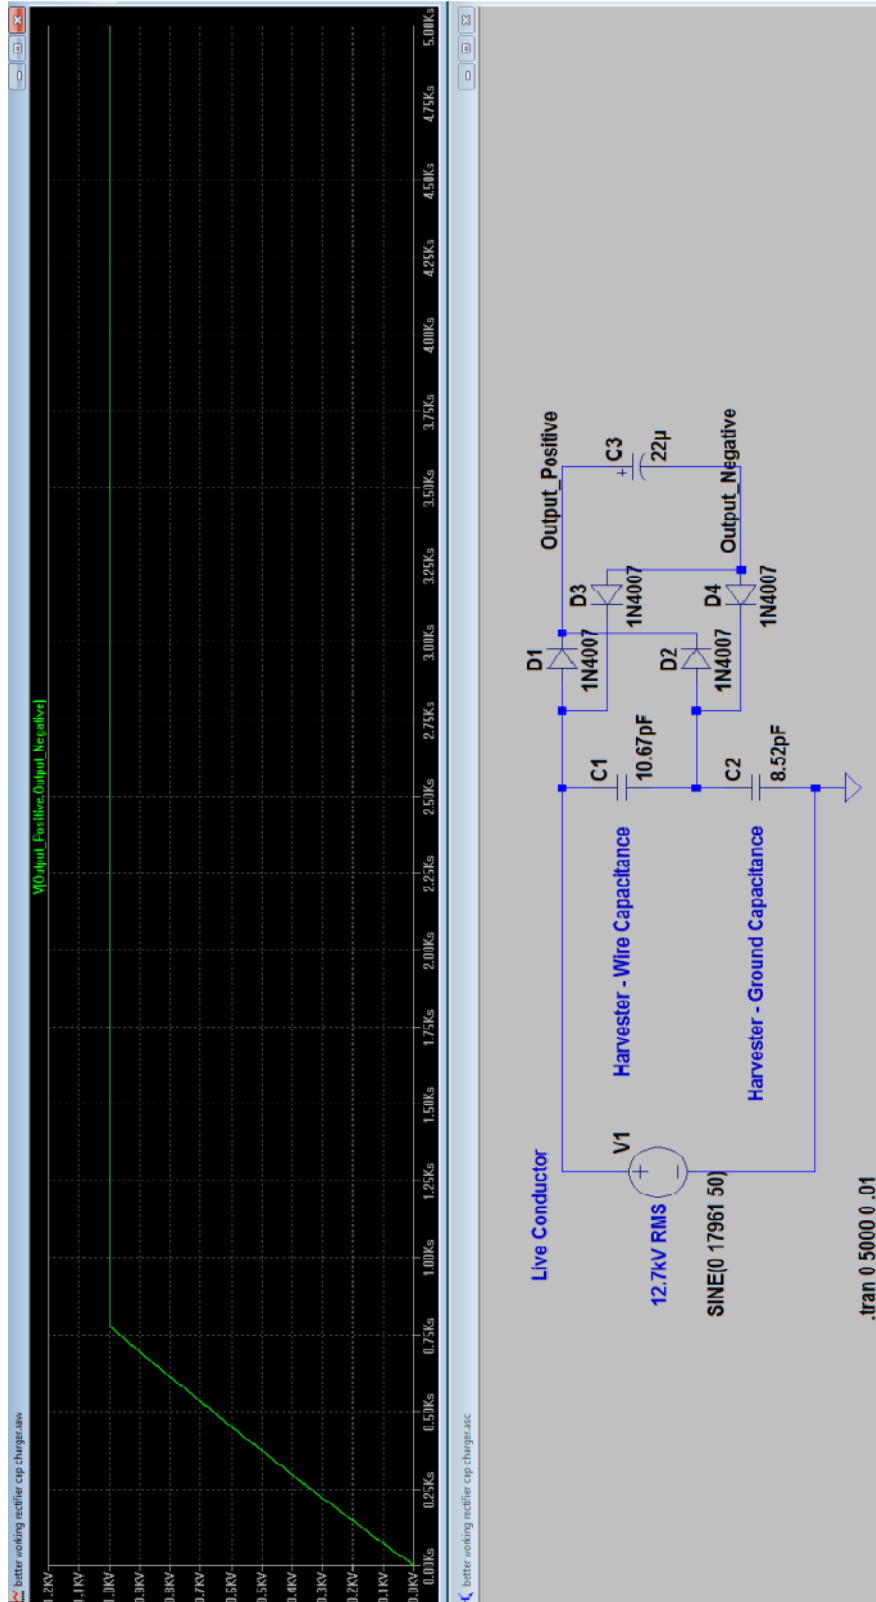 better working rectifier cap charger.raw
V(Output_Positive,Output_Negative)
1.1KV
1.0KV
0.9KV
0.8KV
0.7KV
0.6KV
0.5KV
0.4KV
0.3KV
0.2KV
0.1KV
0.0KV
0.00Ks
0.25Ks
0.50Ks
0.75Ks
1.00Ks
1.25Ks
1.50Ks
1.75Ks
2.00Ks
2.25Ks
2.50Ks
2.75Ks
3.00Ks
3.25Ks
3.50Ks
3.75Ks
4.00Ks
4.25Ks
4.50Ks
4.75Ks
5.00Ks
better working rectifier cap charger.asc
Live Conductor
V1
12.7kV RMS
SINE(0 17961 50)
Harvester - Wire Capacitance
C1
10.67pF
Harvester - Ground Capacitance
C2
8.52pF
D1
1N4007
D3
1N4007
D2
1N4007
D4
1N4007
Output_Positive
C3
22µ
Output_Negative
.tran 0 5000 0 .01